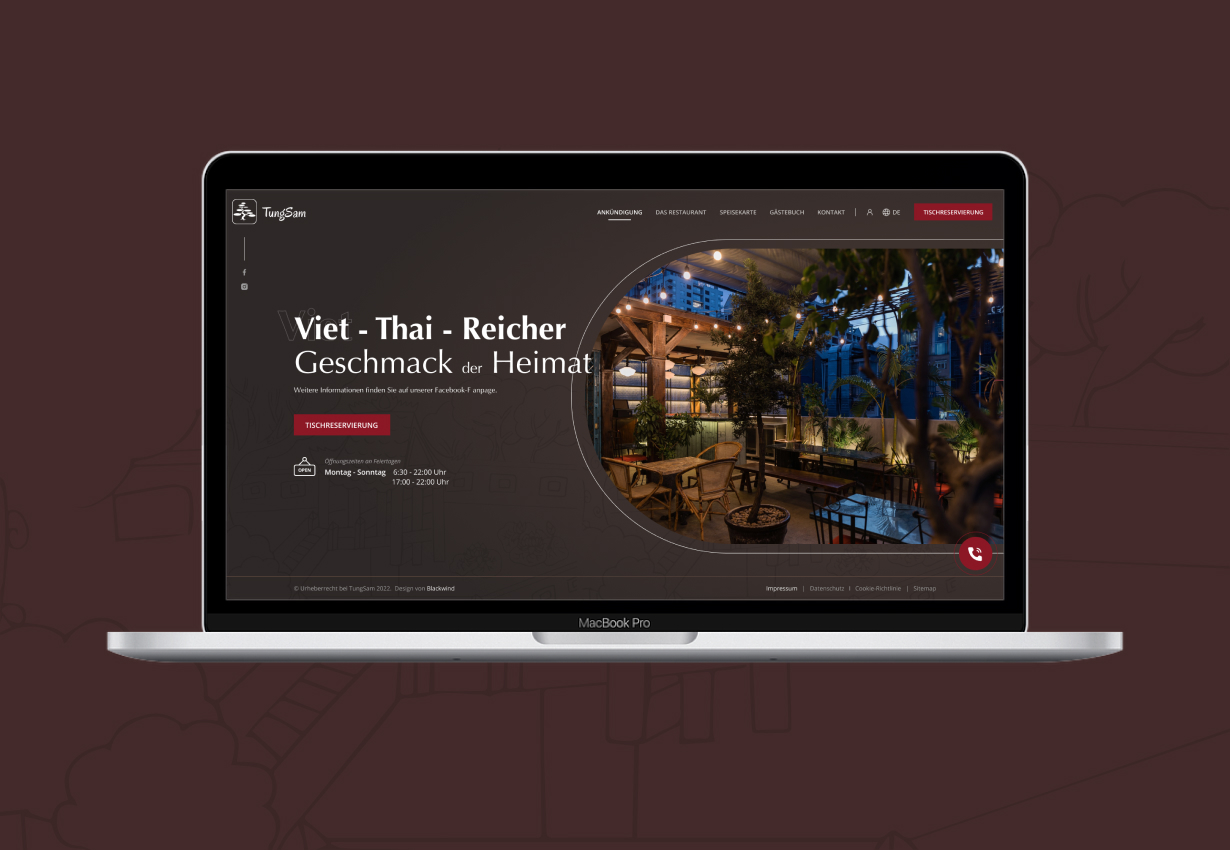 TungSam
ANKÜNDIGUNG DAS RESTAURANT SPEISEKARTE GÄSTEBUCH KONTAKT | DE TISCHRESERVIERUNG
Viet
Viet - Thai - Reicher
Geschmack der Heimat
Weitere Informationen finden Sie auf unserer Facebook-F anpage.
TISCHRESERVIERUNG
OPEN
Öffnungszeiten an Feiertagen
Montag - Sonntag 6:30 - 22:00 Uhr
17:00 - 22:00 Uhr
© Urheberrecht bei TungSam 2022. Design von Blackwind
Impressum | Datenschutz | Cookie-Richtlinie | Sitemap
MacBook Pro